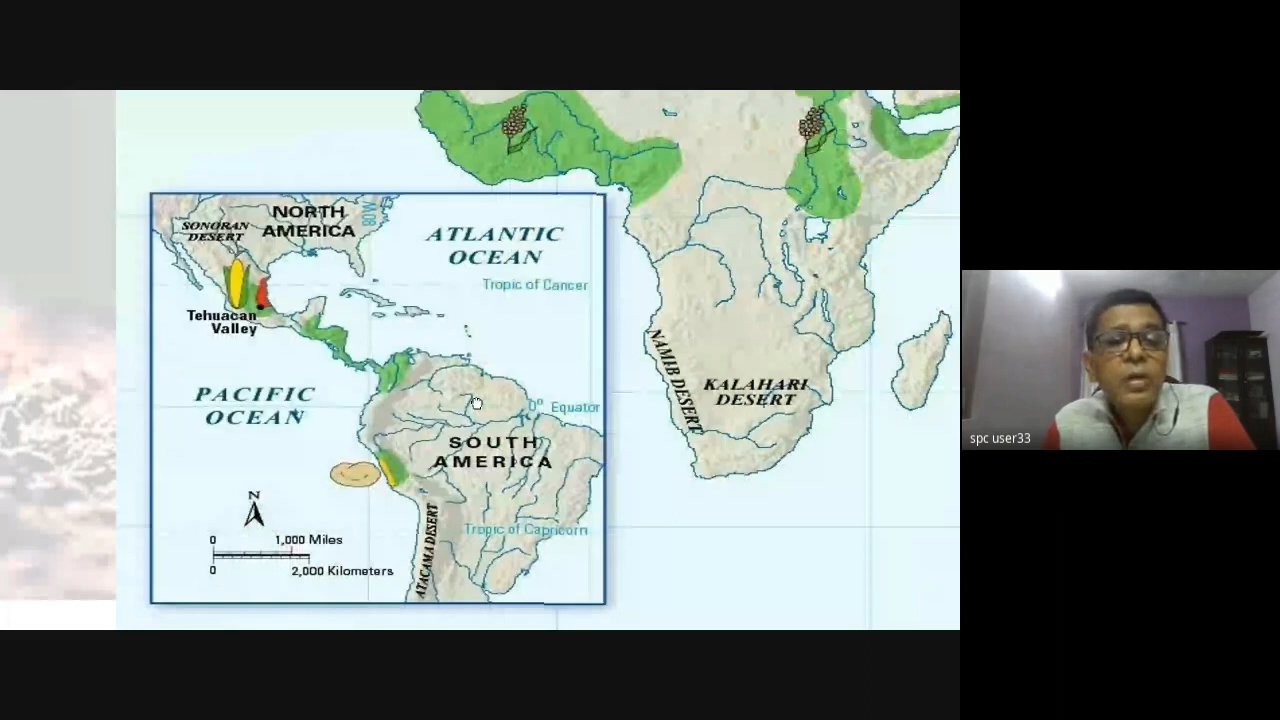 NORTH
AMERICA
SONORAN
DESERT
80W
ATLANTIC
OCEAN
Tropic of Cancer
Tehuacan
Valley
PACIFIC
OCEAN
0° Equator
SOUTH
AMERICA
N
0 1,000 Miles
0 2,000 Kilometers
Tropic of Capricorn
ATACAMA DESERT
NAMIB DESERT
KALAHARI
DESERT
spc user33